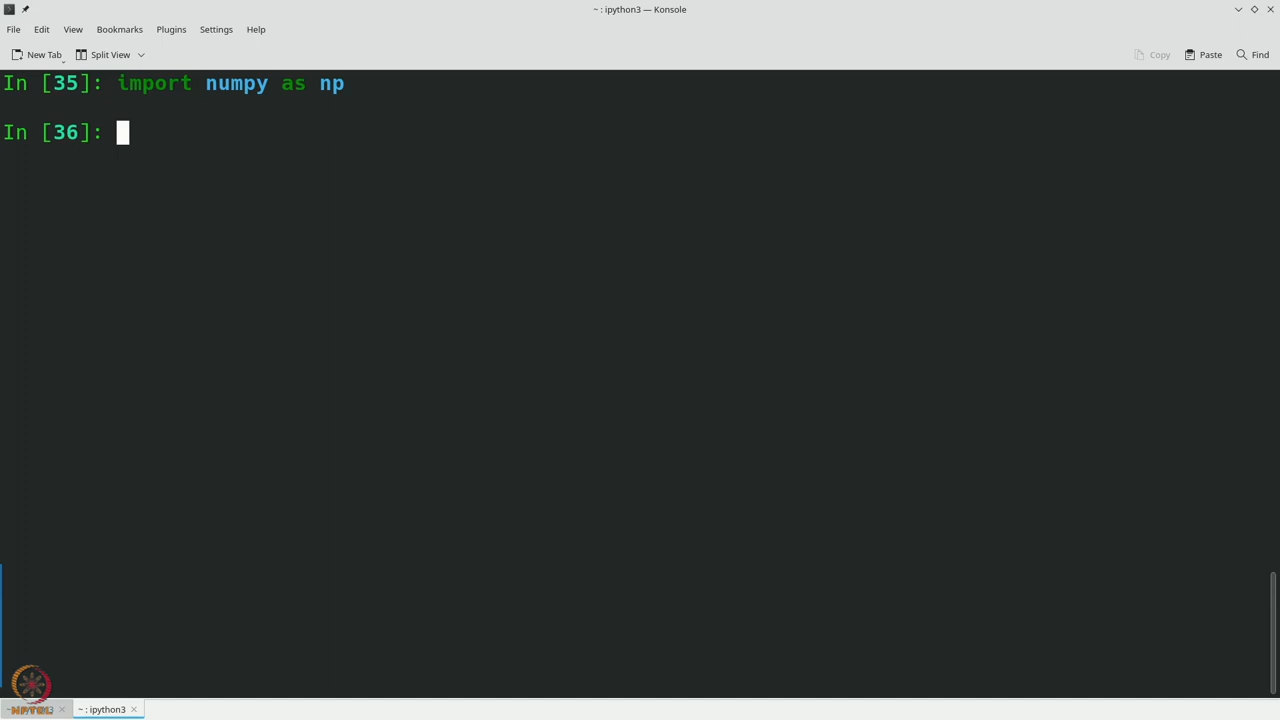 ~ : ipython3 — Konsole
File Edit View Bookmarks Plugins Settings Help
New Tab Split View Copy Paste Find
In [35]: import numpy as np
In [36]:
NPTEL
~ : ipython3